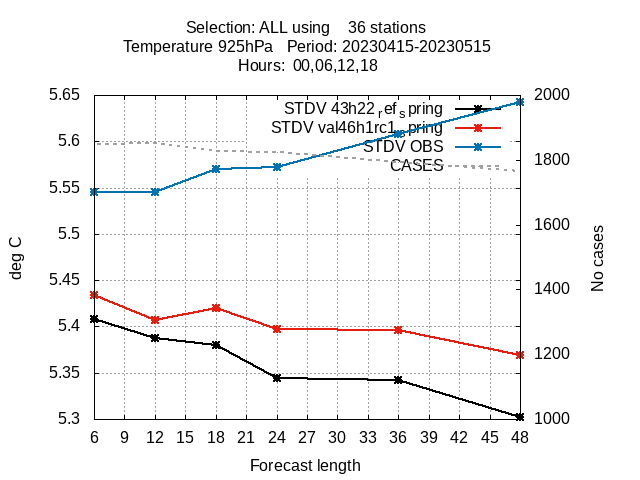 Selection: ALL using 36 stations
Temperature 925hPa Period: 20230415-20230515
Hours: 00,06,12,18
STDV 43h22ref spring
STDV val46h1rc1spring
STDV OBS
CASES
5.65
5.6
5.55
5.5
5.45
5.4
5.35
5.3
deg C
2000
1800
1600
1400
1200
1000
No cases
6 9 12 15 18 21 24 27 30 33 36 39 42 45 48
Forecast length